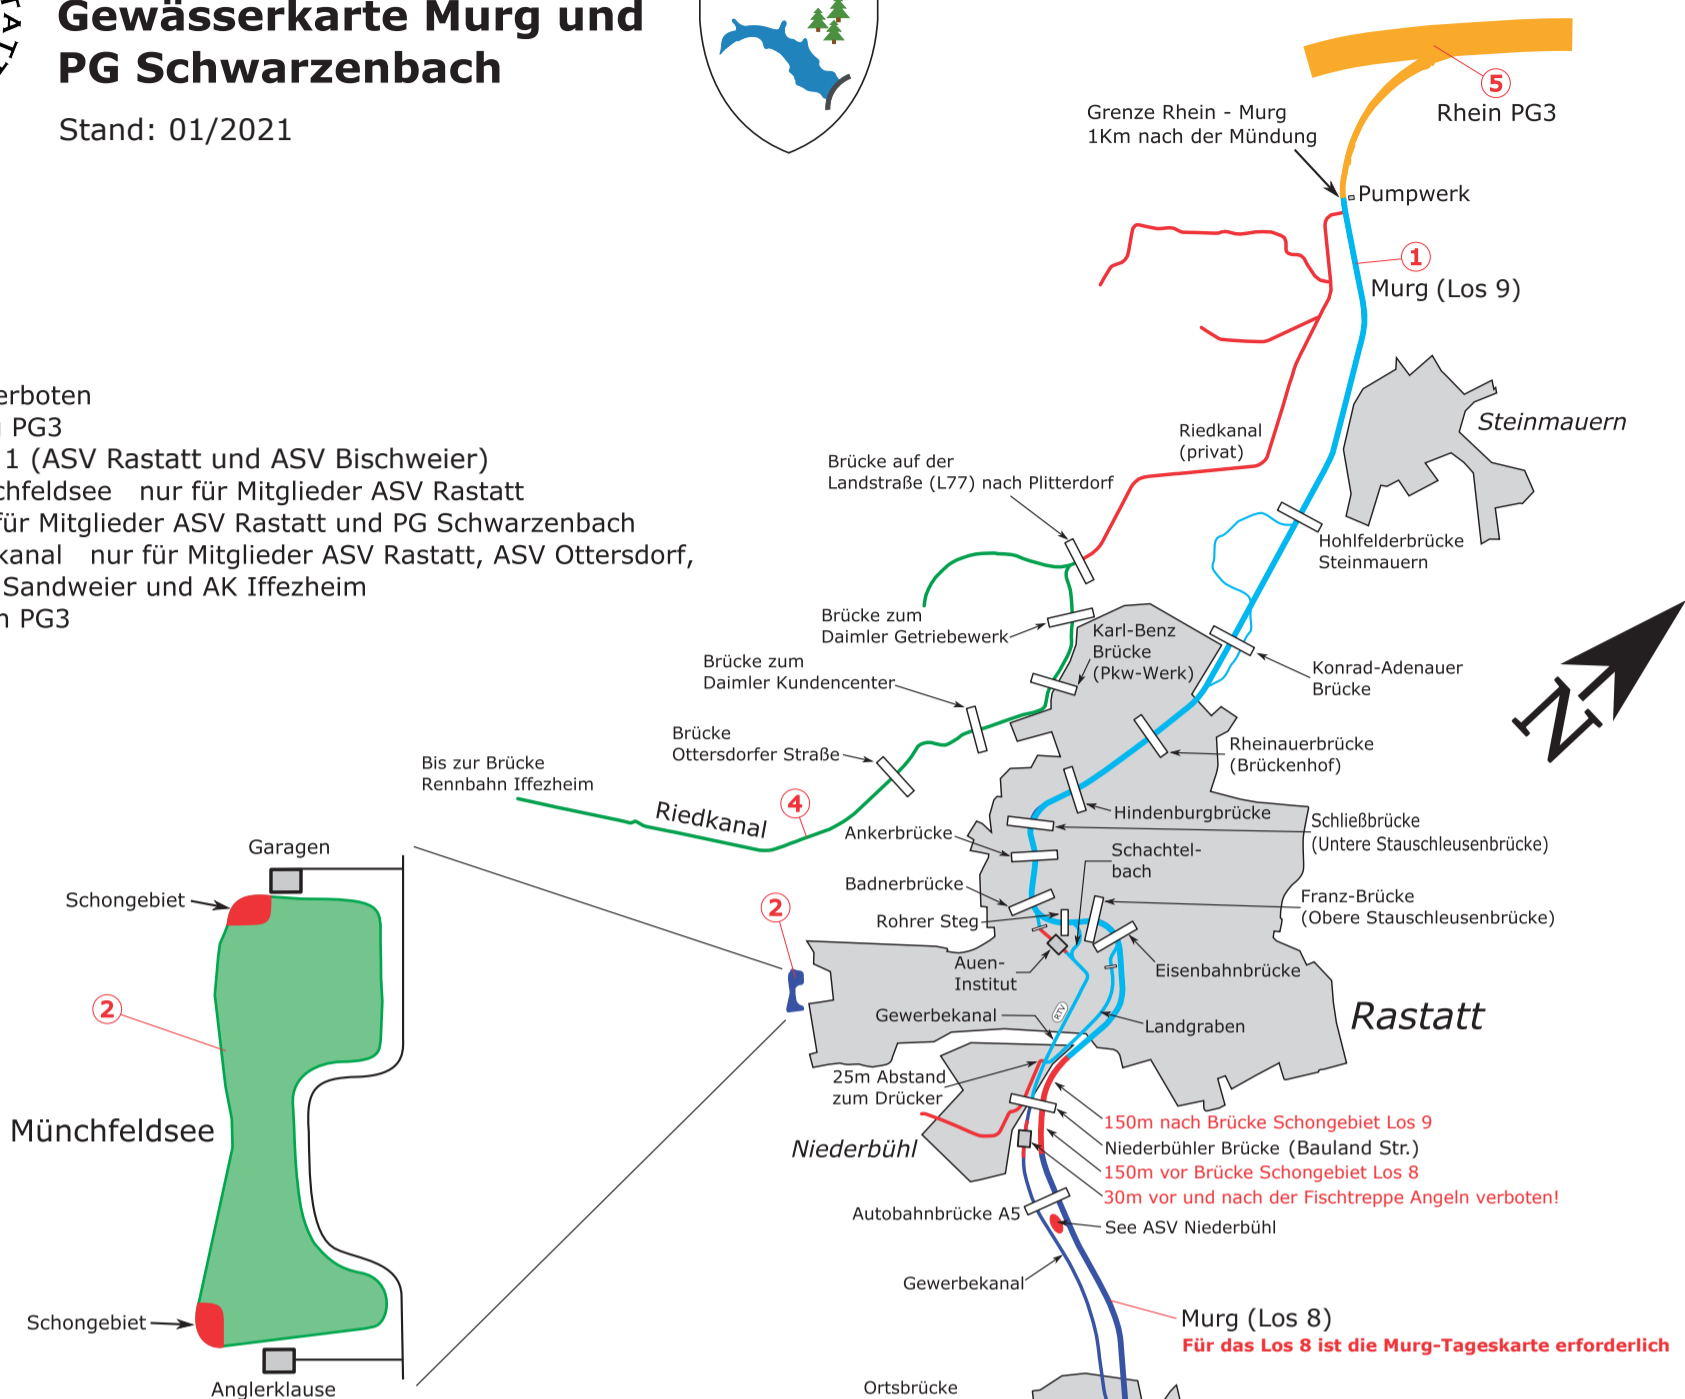 Gewässerkarte Murg und
PG Schwarzenbach
Stand: 01/2021
5
Rhein PG3
Grenze Rhein - Murg
1Km nach der Mündung
Pumpwerk
1
Murg (Los 9)
erboten
PG3
1 (ASV Rastatt und ASV Bischweier)
chfeldsee nur für Mitglieder ASV Rastatt
für Mitglieder ASV Rastatt und PG Schwarzenbach
kanal nur für Mitglieder ASV Rastatt, ASV Ottersdorf,
Sandweier und AK Iffezheim
n PG3
Steinmauern
Riedkanal
(privat)
Brücke auf der
Landstraße (L77) nach Plitterdorf
Hohlfelderbrücke
Steinmauern
Brücke zum
Daimler Getriebewerk
Karl-Benz
Brücke
(Pkw-Werk)
Brücke zum
Daimler Kundencenter
Konrad-Adenauer
Brücke
N
Brücke
Ottersdorfer Straße
Rheinauerbrücke
(Brückenhof)
Bis zur Brücke
Rennbahn Iffezheim
Riedkanal
4
Hindenburgbrücke
Schließbrücke
(Untere Stauschleusenbrücke)
Ankerbrücke
Schachtel-
bach
Garagen
Badnerbrücke
Franz-Brücke
(Obere Stauschleusenbrücke)
Schongebiet
2
Rohrer Steg
Auen-
Institut
Eisenbahnbrücke
2
Gewerbekanal
RTV
Landgraben
Rastatt
25m Abstand
zum Drücker
Münchfeldsee
Niederbühl
150m nach Brücke Schongebiet Los 9
Niederbühler Brücke (Bauland Str.)
150m vor Brücke Schongebiet Los 8
30m vor und nach der Fischtreppe Angeln verboten!
Autobahnbrücke A5
See ASV Niederbühl
Gewerbekanal
Schongebiet
Murg (Los 8)
Für das Los 8 ist die Murg-Tageskarte erforderlich
Anglerklause
Ortsbrücke